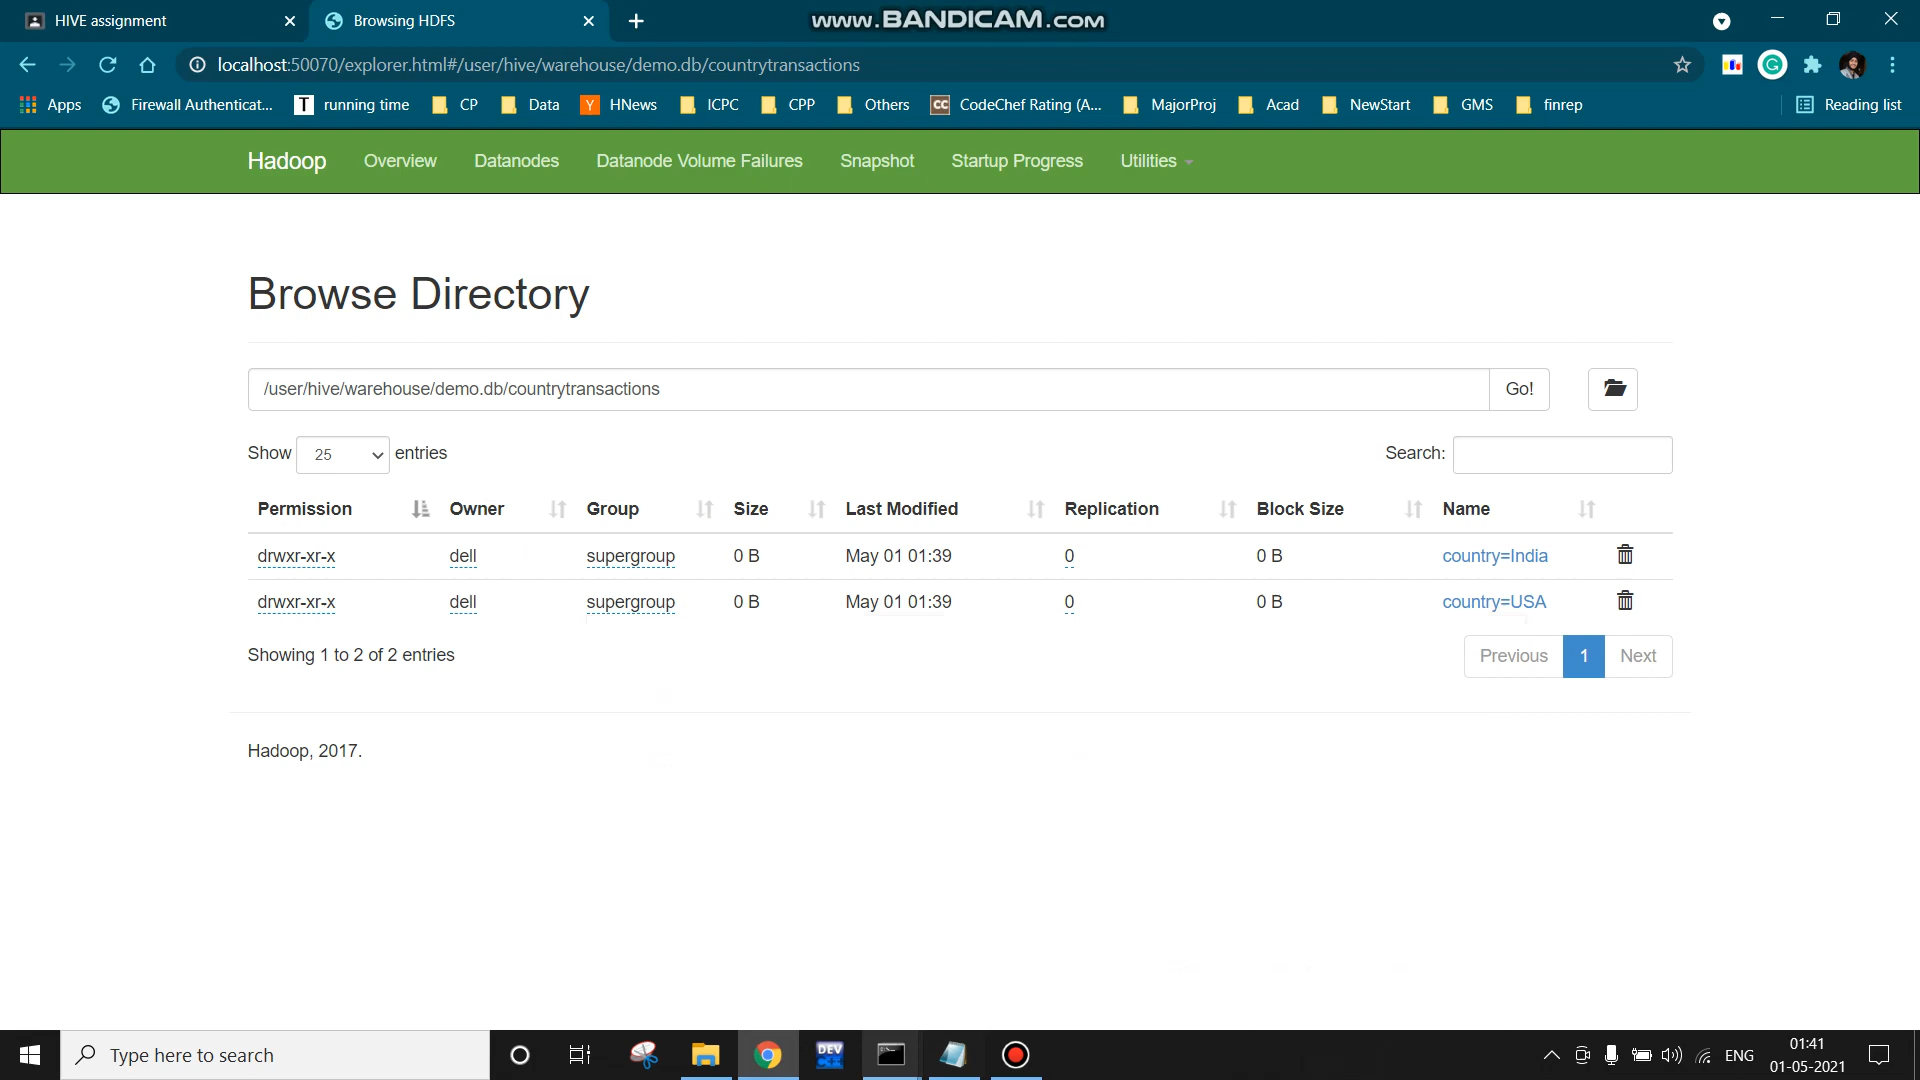 HIVE assignment
Browsing HDFS
www.BANDICAM.com
localhost:50070/explorer.html#/user/hive/warehouse/demo.db/countrytransactions
Apps
Firewall Authenticat...
T running time
CP
Data
Y HNews
ICPC
CPP
Others
CC CodeChef Rating (A...
MajorProj
Acad
NewStart
GMS
finrep
Reading list
Hadoop Overview Datanodes Datanode Volume Failures Snapshot Startup Progress Utilities
Browse Directory
/user/hive/warehouse/demo.db/countrytransactions
Go!
Show 25 entries
Search:
Permission Owner Group Size Last Modified Replication Block Size Name
drwxr-xr-x dell supergroup 0 B May 01 01:39 0 0 B country=India
drwxr-xr-x dell supergroup 0 B May 01 01:39 0 0 B country=USA
Showing 1 to 2 of 2 entries
Previous 1 Next
Hadoop, 2017.
Type here to search
DEV
ENG
01:41
01-05-2021